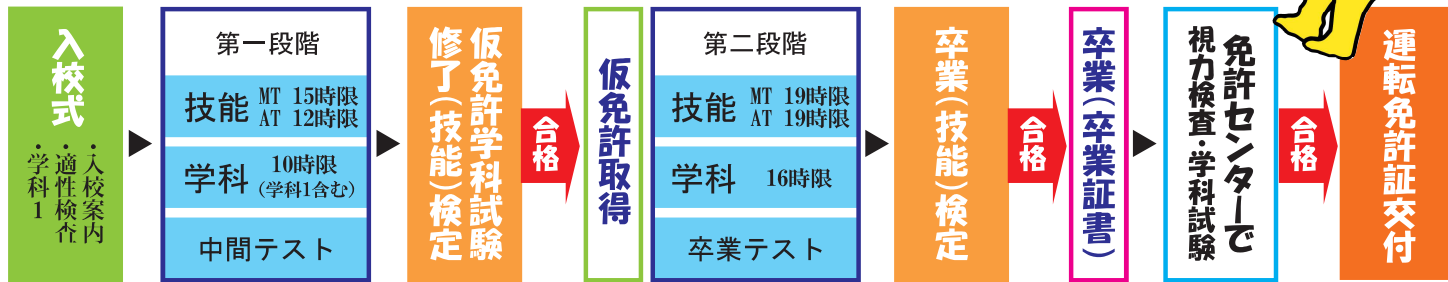 入校式
・入校案内
・適性検査
・学科1
第一段階
技能 MT 15時限
AT 12時限
学科 10時限
(学科1含む)
中間テスト
仮免許学科試験
修了(技能)検定
合格
仮免許取得
第二段階
技能 MT 19時限
AT 19時限
学科 16時限
卒業テスト
卒業(技能)検定
合格
卒業(卒業証書)
免許センターで
視力検査・学科試験
合格
運転免許証交付